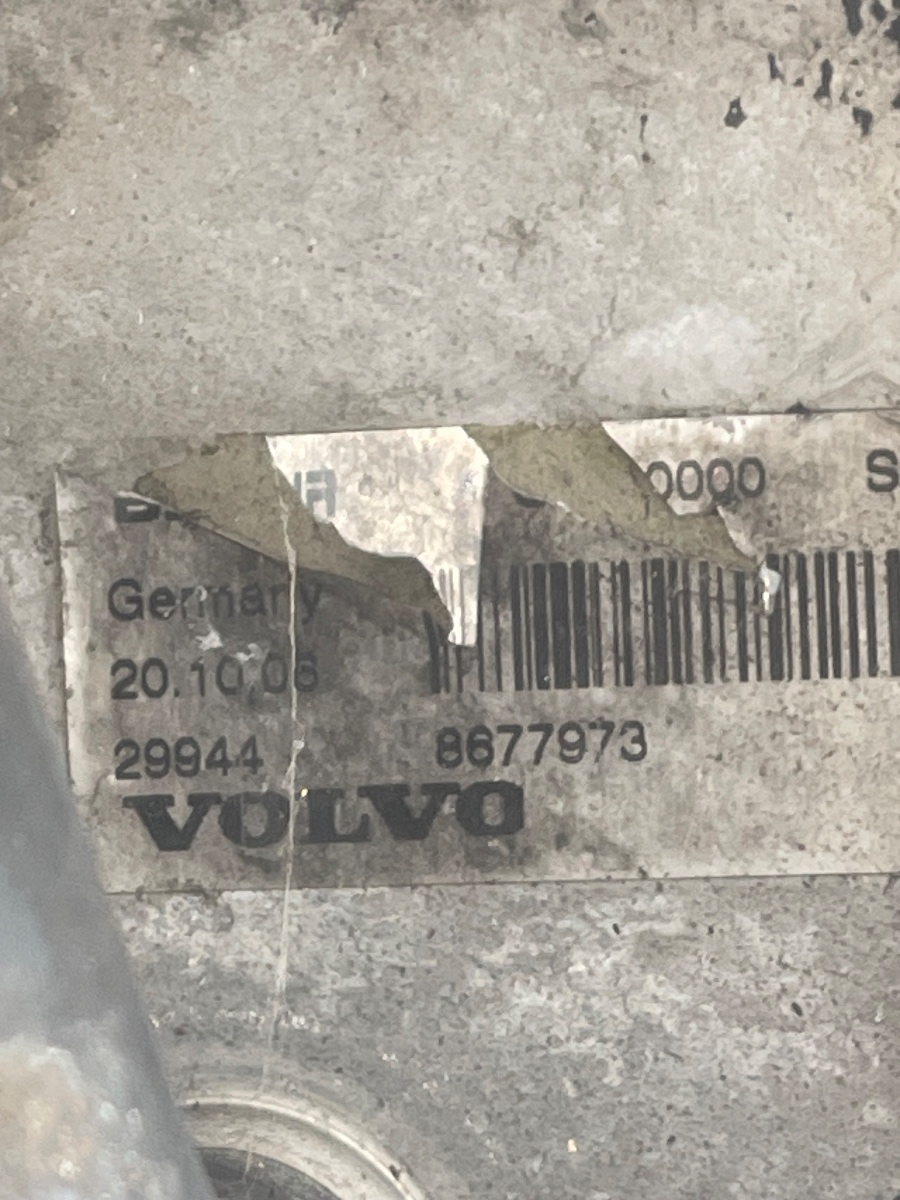 0000 S
Germany
20.10.06
29944 8677973
VOLVO